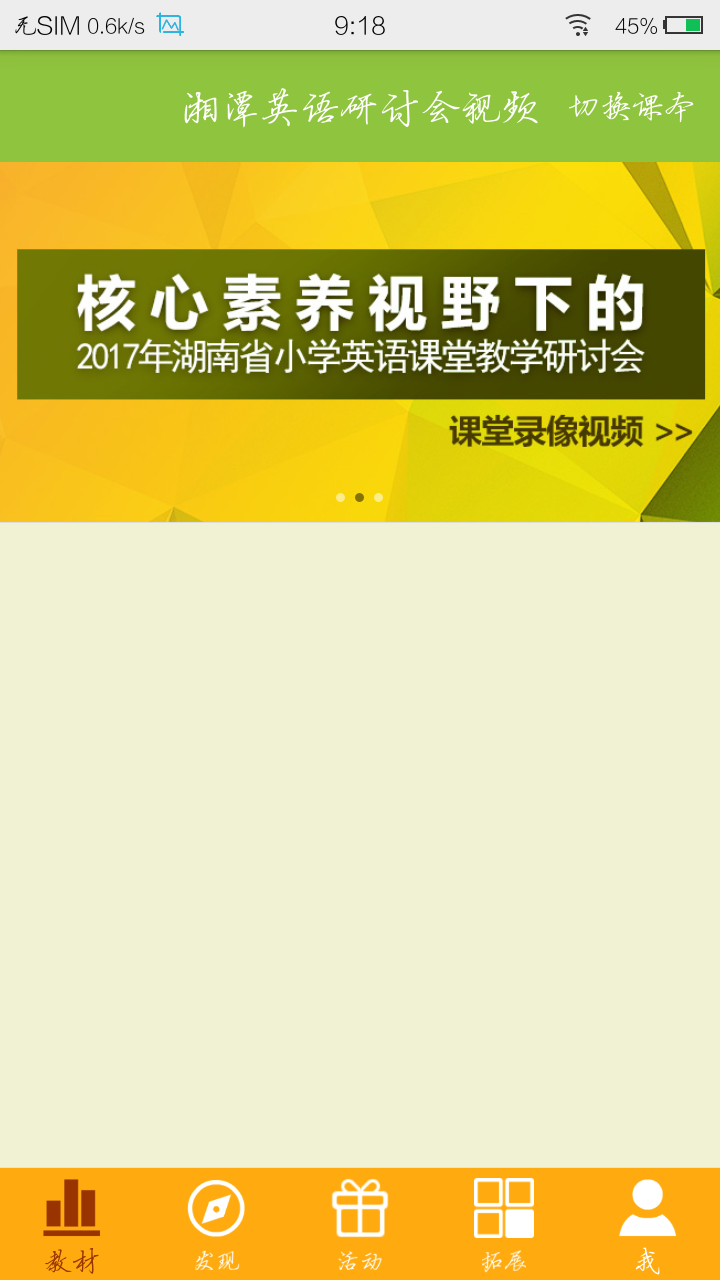 无SIM 0.6k/s 9:18 45%
湘潭英语研讨会视频 切换课本
核心素养视野下的
2017年湖南省小学英语课堂教学研讨会
课堂录像视频 >>
教材 发现 活动 拓展 我